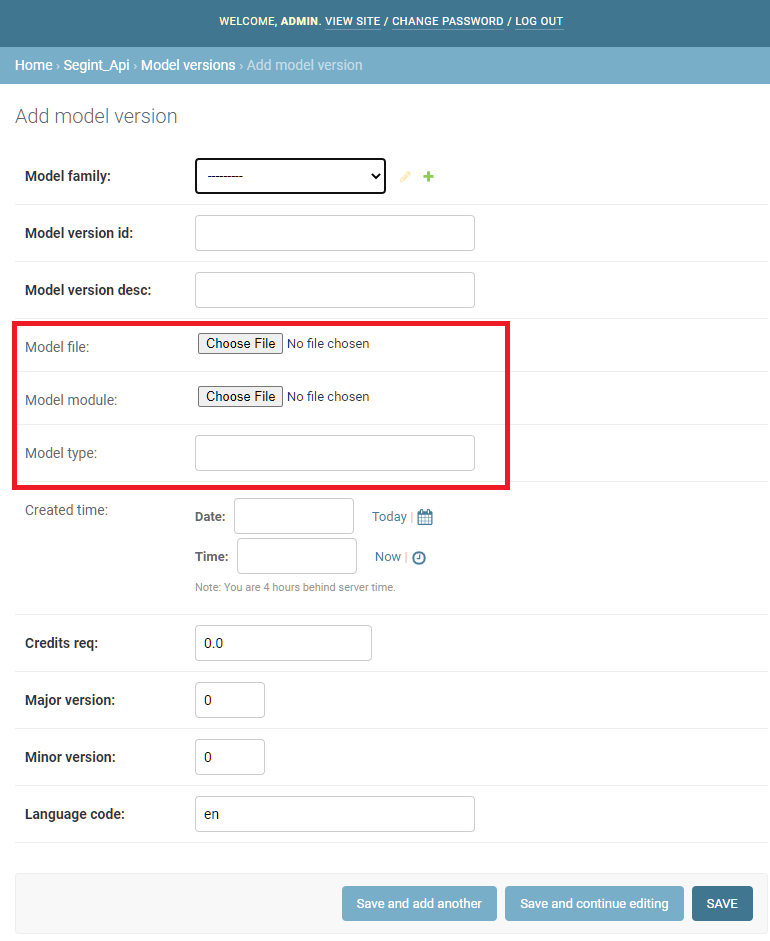 WELCOME, ADMIN. VIEW SITE / CHANGE PASSWORD / LOG OUT
Home › Segint_Api › Model versions › Add model version
Add model version
Model family: ---------
Model version id:
Model version desc:
Model file: Choose File No file chosen
Model module: Choose File No file chosen
Model type:
Created time: Date: Today |
Time: Now |
Note: You are 4 hours behind server time.
Credits req: 0.0
Major version: 0
Minor version: 0
Language code: en
Save and add another Save and continue editing SAVE